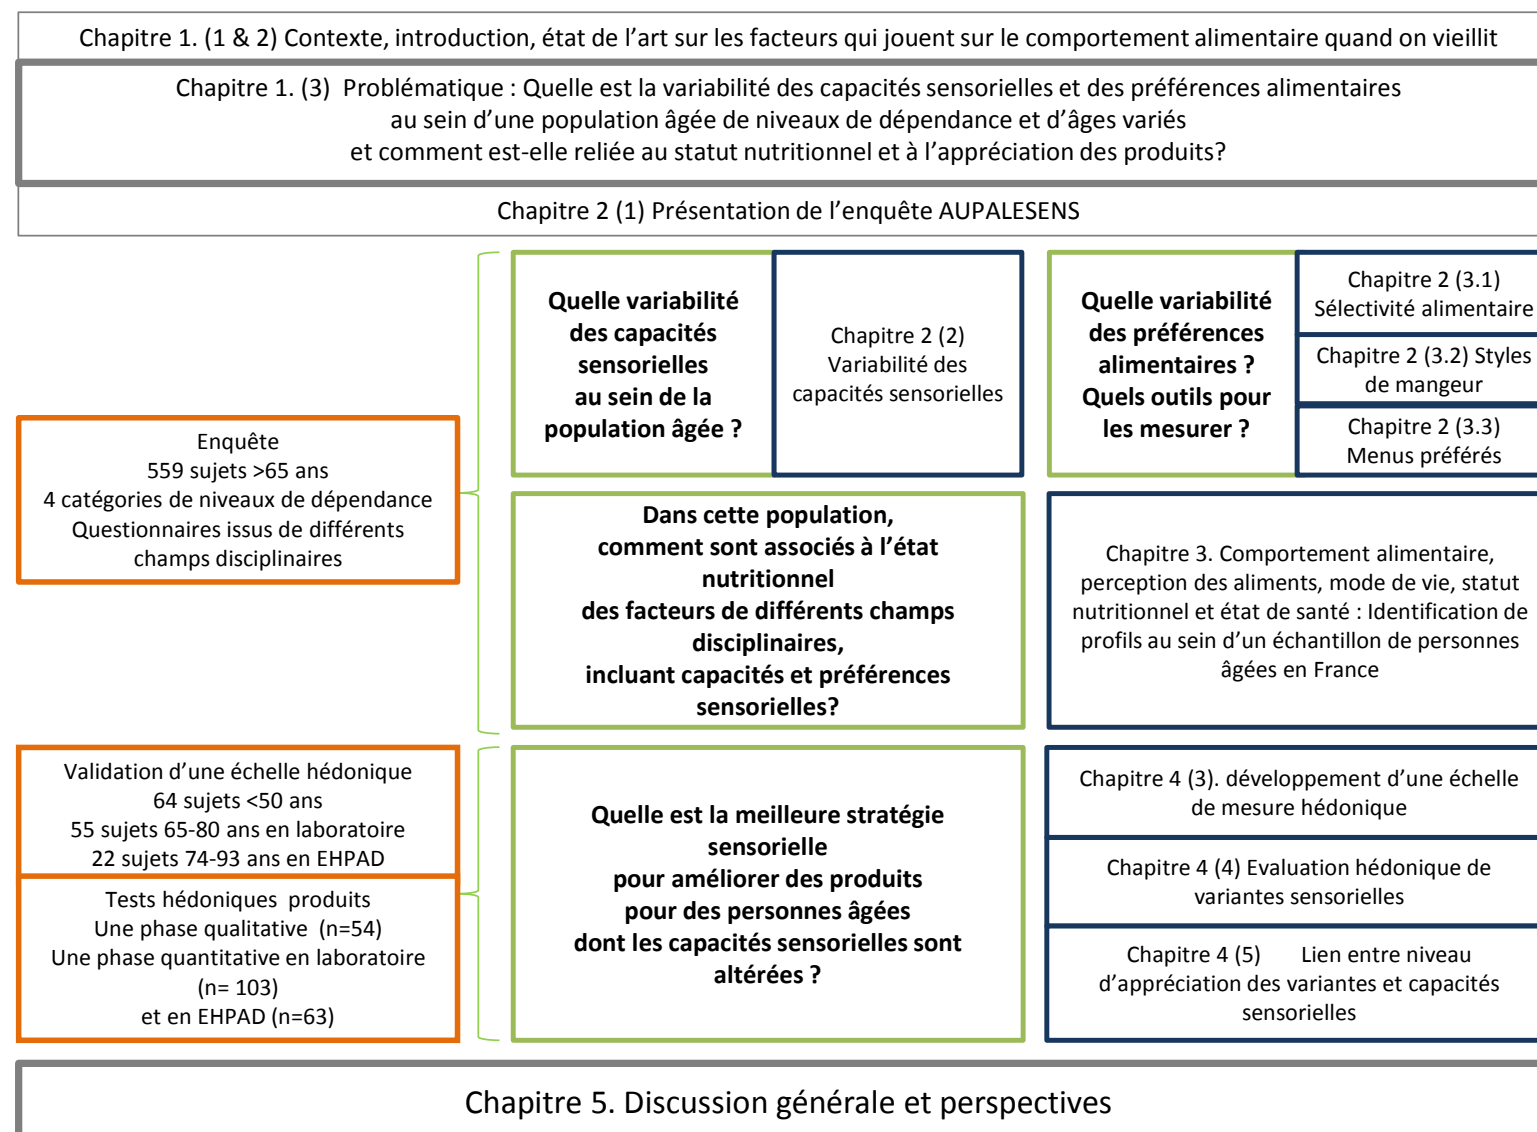 Chapitre 1. (1 & 2) Contexte, introduction, état de l’art sur les facteurs qui jouent sur le comportement alimentaire quand on vieillit
Chapitre 1. (3) Problématique : Quelle est la variabilité des capacités sensorielles et des préférences alimentaires
au sein d’une population âgée de niveaux de dépendance et d’âges variés
et comment est-elle reliée au statut nutritionnel et à l’appréciation des produits?
Chapitre 2 (1) Présentation de l’enquête AUPALESENS
Enquête
559 sujets >65 ans
4 catégories de niveaux de dépendance
Questionnaires issus de différents
champs disciplinaires
Quelle variabilité
des capacités
sensorielles
au sein de la
population âgée ?
Chapitre 2 (2)
Variabilité des
capacités sensorielles
Quelle variabilité
des préférences
alimentaires ?
Quels outils pour
les mesurer ?
Chapitre 2 (3.1)
Sélectivité alimentaire
Chapitre 2 (3.2) Styles
de mangeur
Chapitre 2 (3.3)
Menus préférés
Dans cette population,
comment sont associés à l’état
nutritionnel
des facteurs de différents champs
disciplinaires,
incluant capacités et préférences
sensorielles?
Chapitre 3. Comportement alimentaire,
perception des aliments, mode de vie, statut
nutritionnel et état de santé : Identification de
profils au sein d’un échantillon de personnes
âgées en France
Validation d’une échelle hédonique
64 sujets <50 ans
55 sujets 65-80 ans en laboratoire
22 sujets 74-93 ans en EHPAD
Tests hédoniques produits
Une phase qualitative (n=54)
Une phase quantitative en laboratoire
(n= 103)
et en EHPAD (n=63)
Quelle est la meilleure stratégie
sensorielle
pour améliorer des produits
pour des personnes âgées
dont les capacités sensorielles sont
altérées ?
Chapitre 4 (3). développement d’une échelle
de mesure hédonique
Chapitre 4 (4) Evaluation hédonique de
variantes sensorielles
Chapitre 4 (5) Lien entre niveau
d’appréciation des variantes et capacités
sensorielles
Chapitre 5. Discussion générale et perspectives